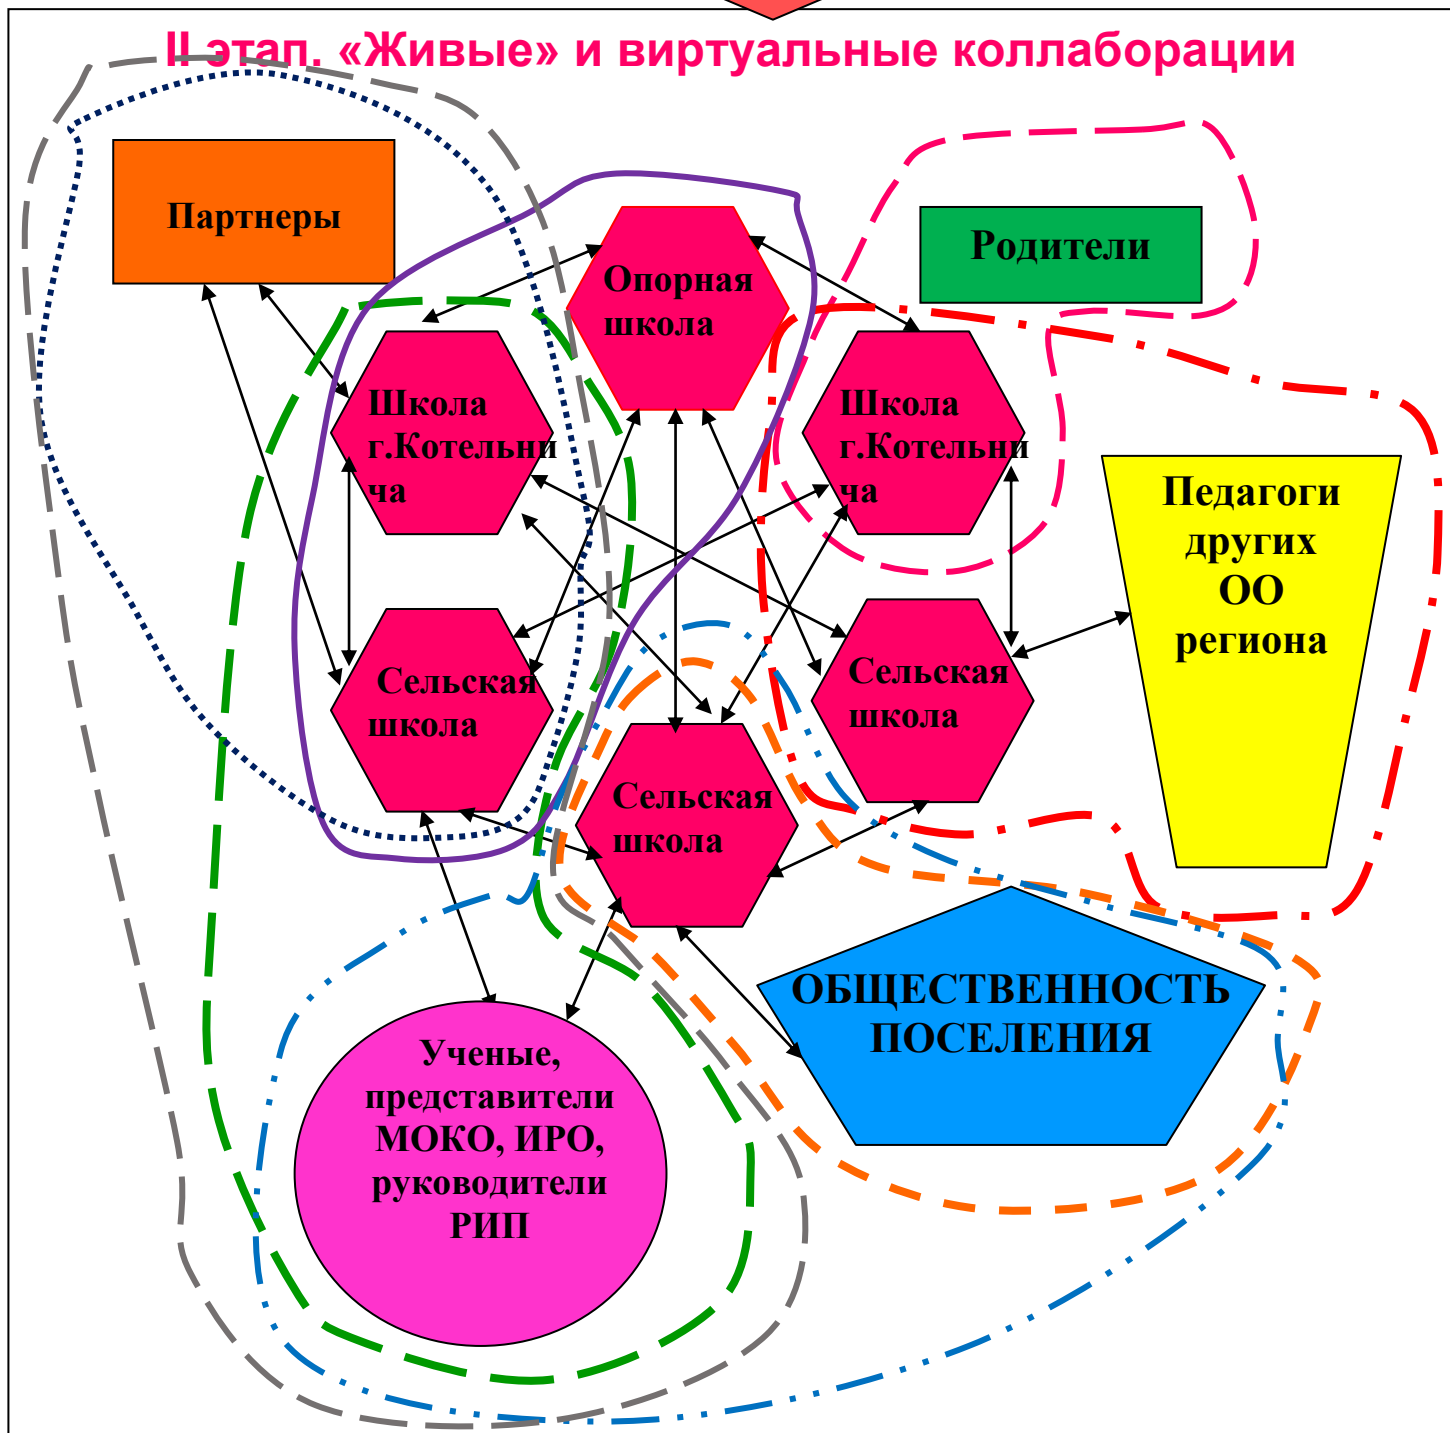 II этап. «Живые» и виртуальные коллаборации
Партнеры
Родители
Опорная
школа
Школа
г.Котельни
ча
Школа
г.Котельни
ча
Педагоги
других
ОО
региона
Сельская
школа
Сельская
школа
Сельская
школа
ОБЩЕСТВЕННОСТЬ
ПОСЕЛЕНИЯ
Ученые,
представители
МОКО, ИРО,
руководители
РИП